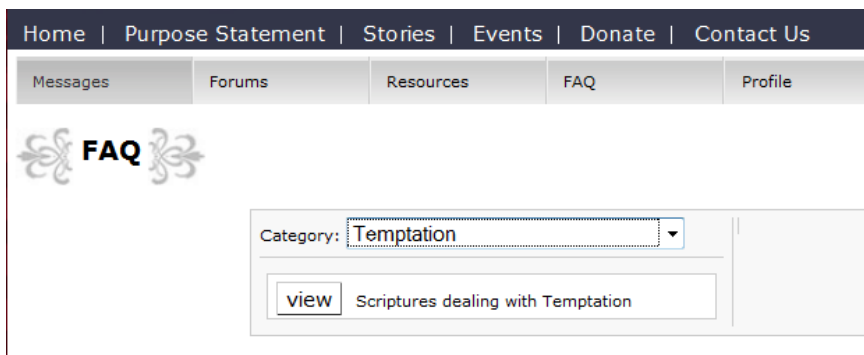 Home | Purpose Statement | Stories | Events | Donate | Contact Us
Messages Forums Resources FAQ Profile
FAQ
Category: Temptation
view Scriptures dealing with Temptation